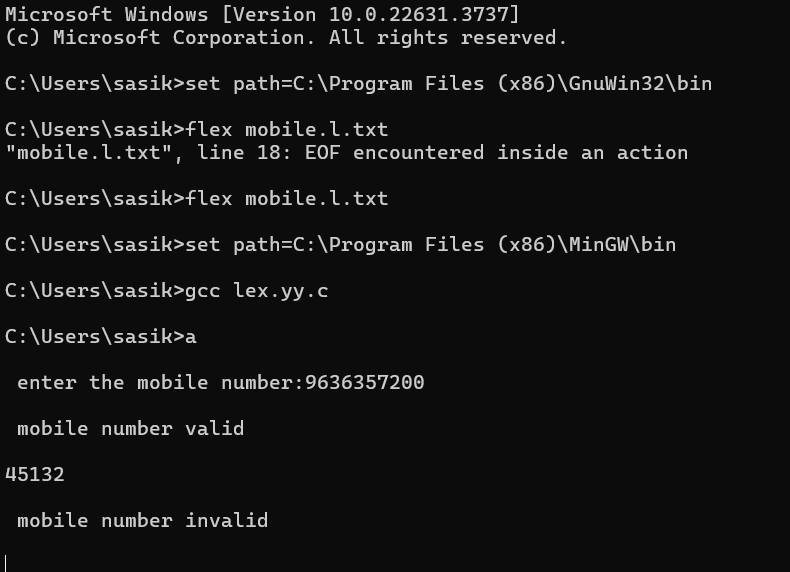 Microsoft Windows [Version 10.0.22631.3737]
(c) Microsoft Corporation. All rights reserved.
C:\Users\sasik>set path=C:\Program Files (x86)\GnuWin32\bin
C:\Users\sasik>flex mobile.l.txt
"mobile.l.txt", line 18: EOF encountered inside an action
C:\Users\sasik>flex mobile.l.txt
C:\Users\sasik>set path=C:\Program Files (x86)\MinGW\bin
C:\Users\sasik>gcc lex.yy.c
C:\Users\sasik>a
enter the mobile number:9636357200
mobile number valid
45132
mobile number invalid